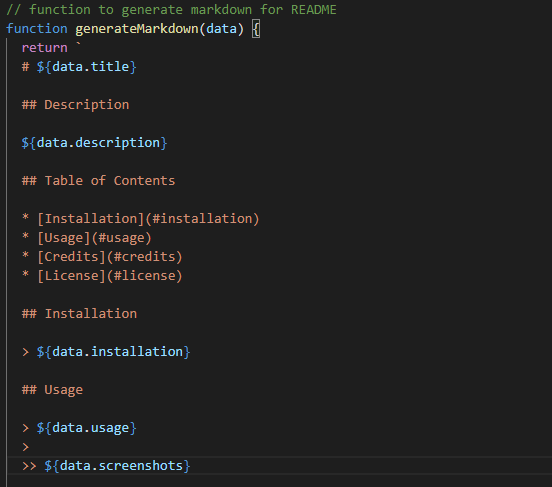 // function to generate markdown for README
function generateMarkdown(data) {
return `
# ${data.title}
## Description
${data.description}
## Table of Contents
* [Installation](#installation)
* [Usage](#usage)
* [Credits](#credits)
* [License](#license)
## Installation
> ${data.installation}
## Usage
> ${data.usage}
>
>> ${data.screenshots}